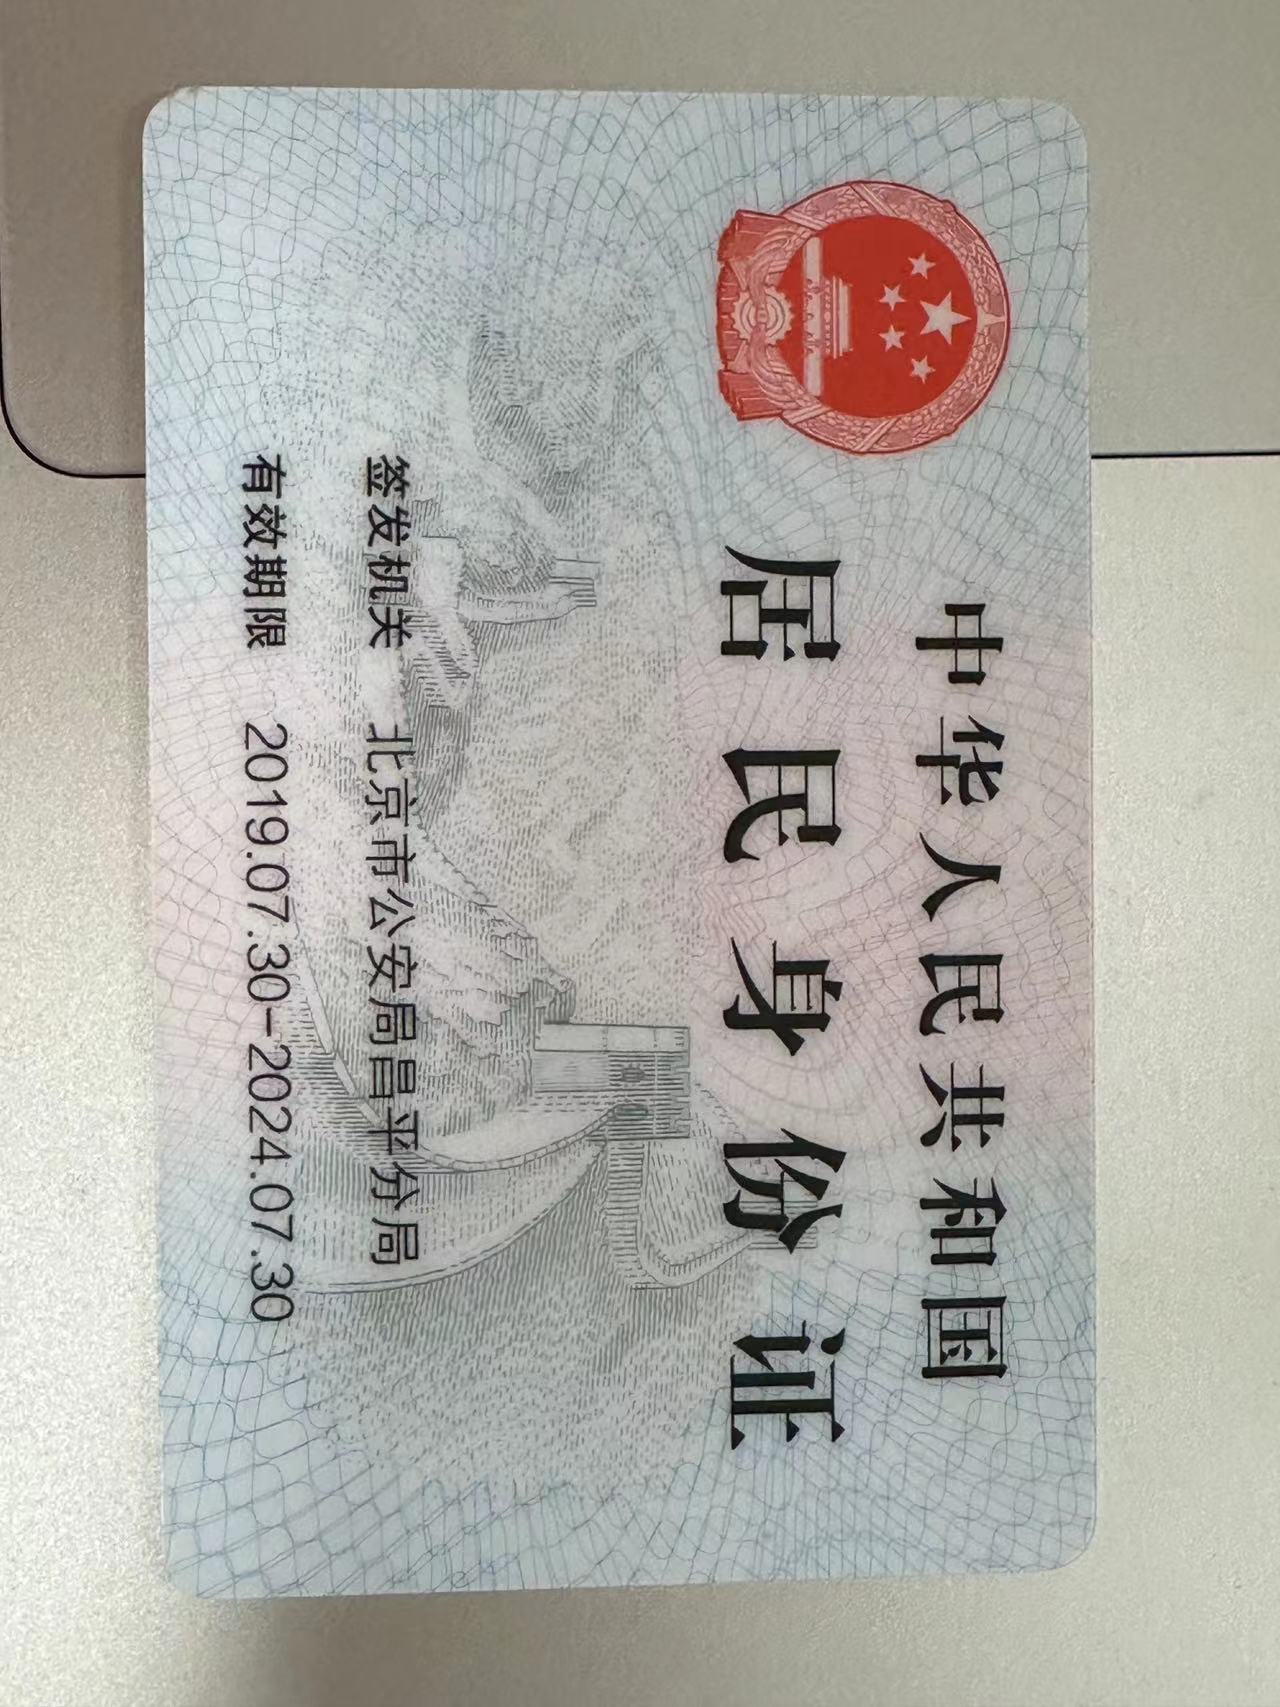 中华人民共和国
居民身份证
签发机关 北京市公安局昌平分局
有效期限 2019.07.30-2024.07.30